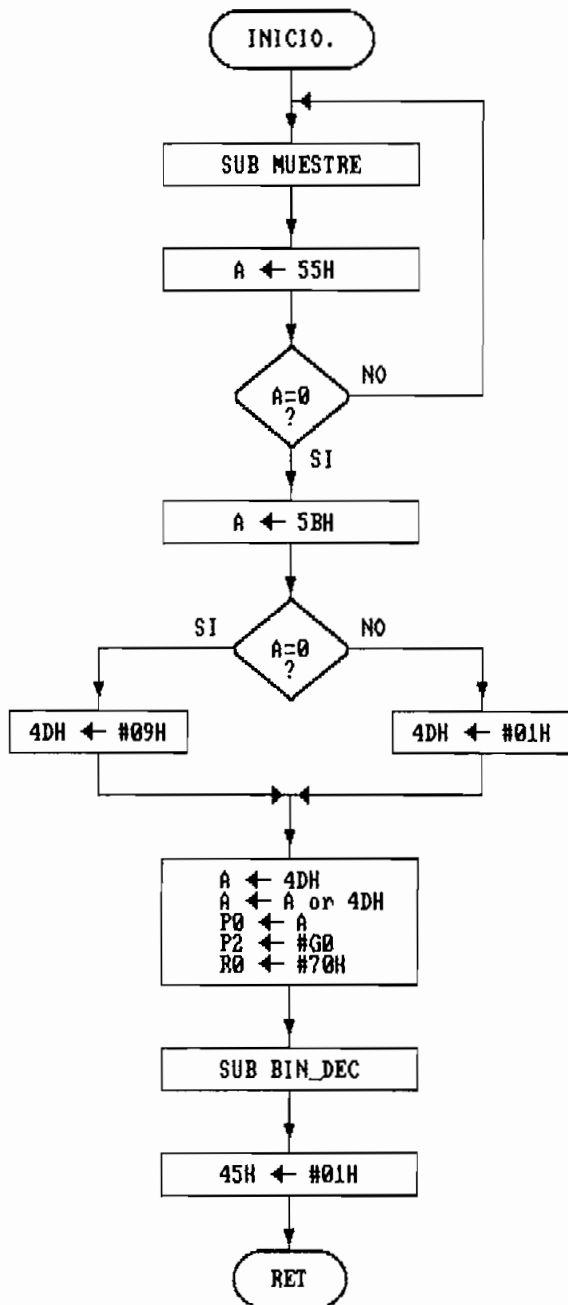 INICIO.
SUB MUESTRE
A ← 55H
A=0
?
NO
SI
A ← 5BH
SI
A=0
?
NO
4DH ← #09H
4DH ← #01H
A ← 4DH
A ← A or 4DH
P0 ← A
P2 ← #G0
R0 ← #70H
SUB BIN_DEC
45H ← #01H
RET